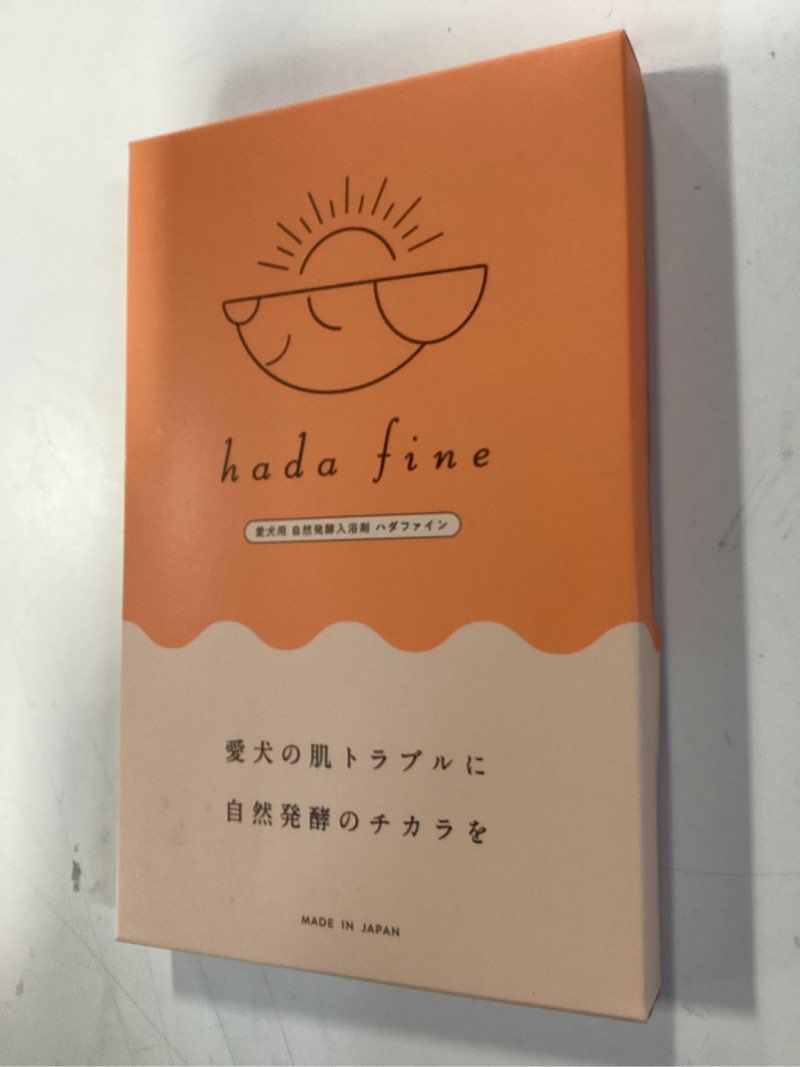 hada fine
愛犬用 自然発酵入浴剤 ハダファイン
愛犬の肌トラブルに
自然発酵のチカラを
MADE IN JAPAN